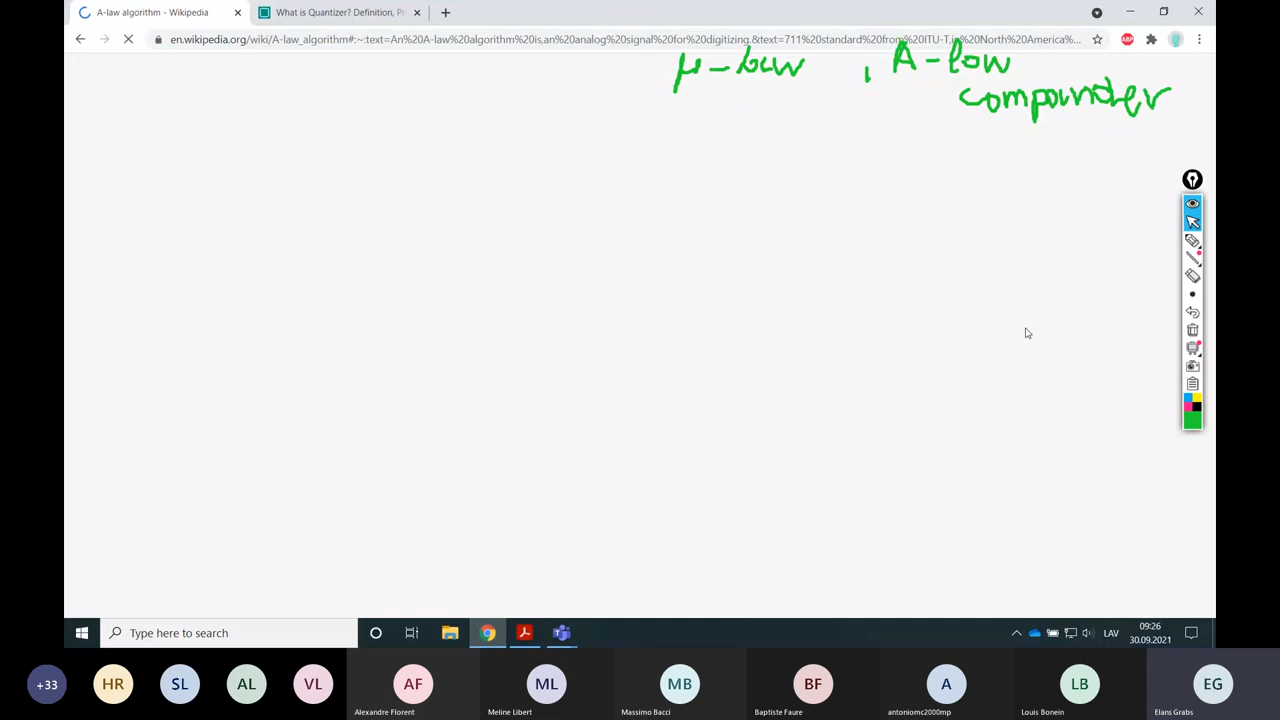 A-law algorithm - Wikipedia
What is Quantizer? Definition, Pr
en.wikipedia.org/wiki/A-law_algorithm#:~:text=An%20A-law%20algorithm%20is,an%20analog%20signal%20for%20digitizing.&text=711%20standard%20from%20ITU-T,in%20North%20America%...
ABP
μ-law , A-low
compounder
Type here to search
LAV
09:26
30.09.2021
+33 HR SL AL VL AF ML MB BF A LB EG
Alexandre Florent Meline Libert Massimo Bacci Baptiste Faure antoniomc2000mp Louis Bonein Elans Grabs